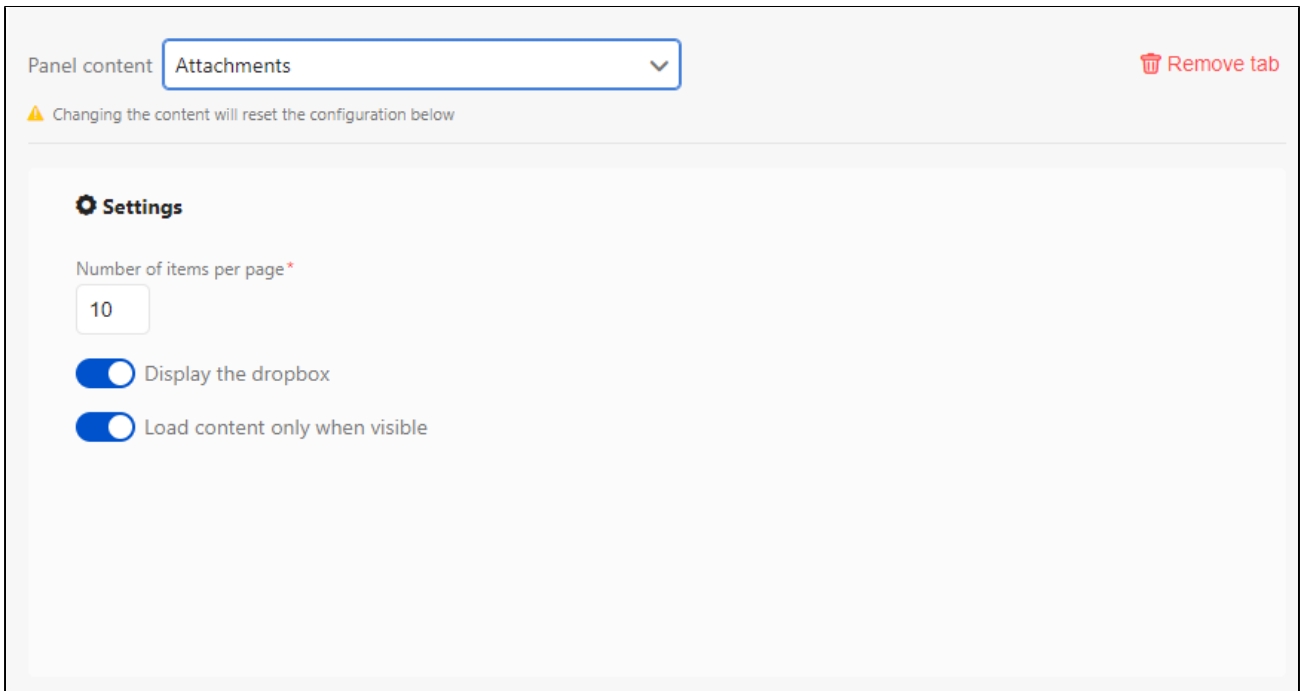 Panel content Attachments Remove tab
Changing the content will reset the configuration below
Settings
Number of items per page*
10
Display the dropbox
Load content only when visible